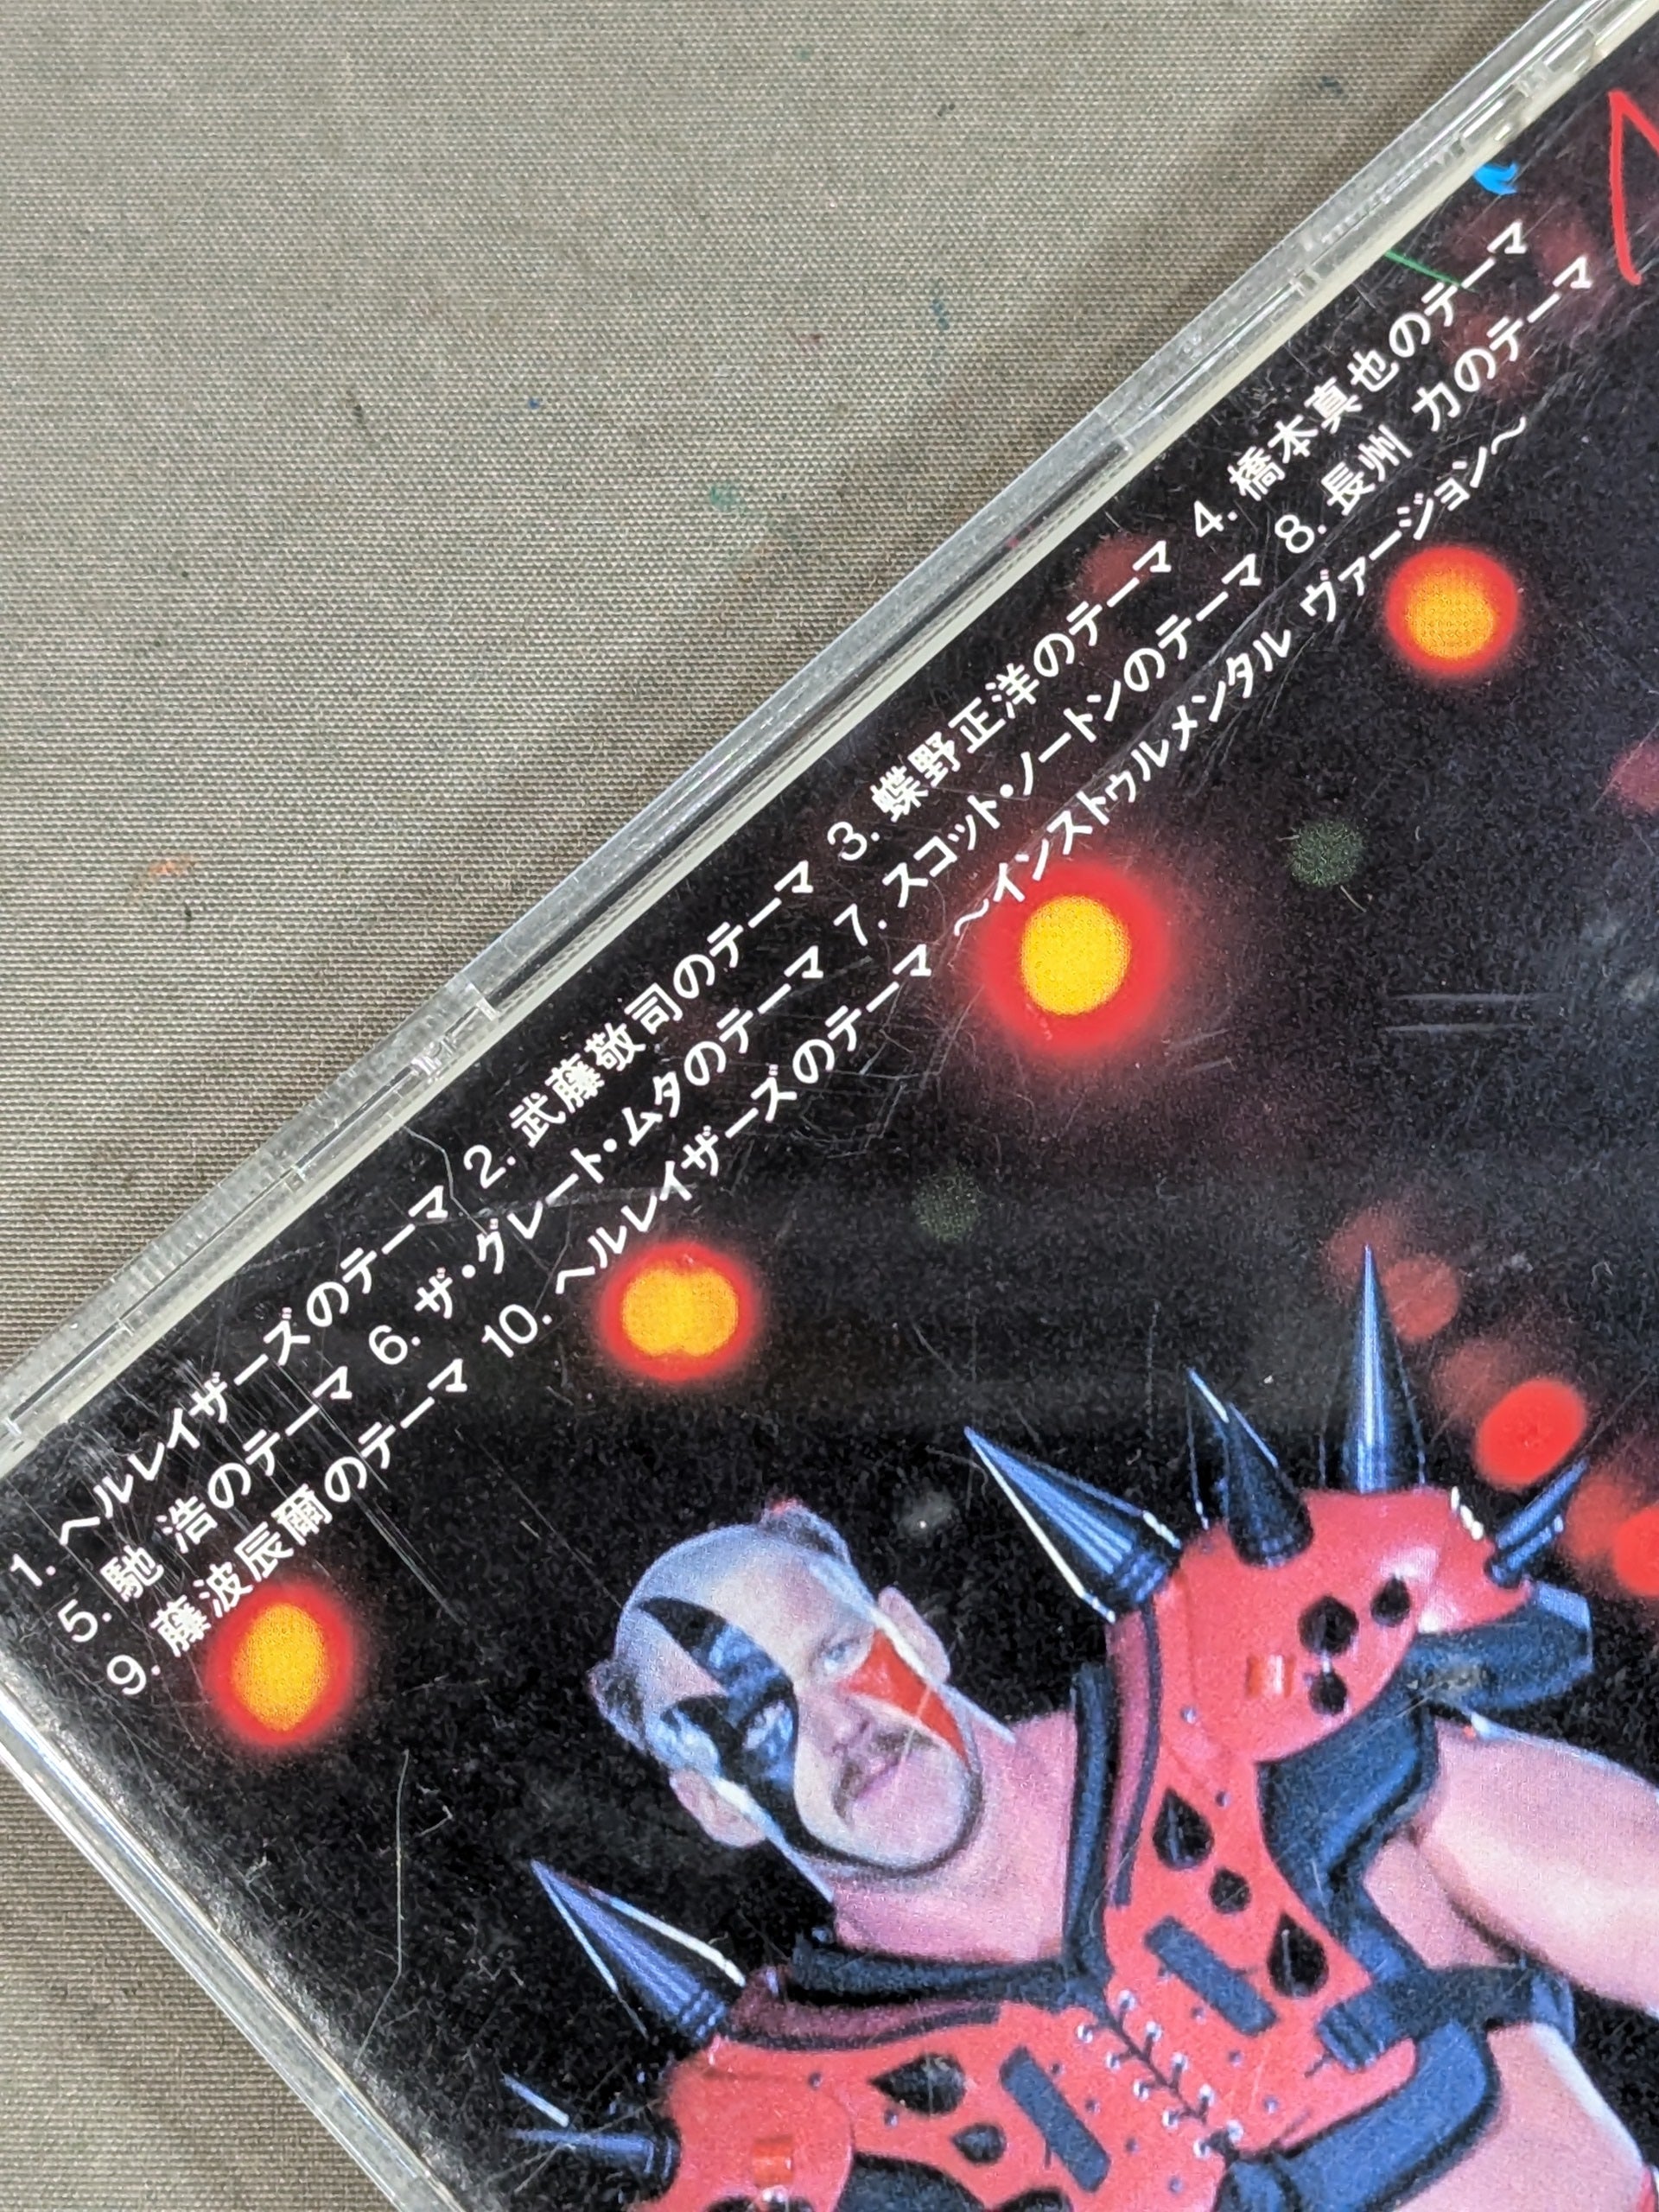 1. ヘルレイザーズのテーマ 2. 武藤敬司のテーマ 3. 蝶野正洋のテーマ 4. 橋本真也のテーマ
5. 馳 浩のテーマ 6. ザ・グレート・ムタのテーマ 7. スコット・ノートンのテーマ 8. 長州 力のテーマ
9. 藤波辰爾のテーマ 10. ヘルレイザーズのテーマ 〜インストゥルメンタル ヴァージョン〜